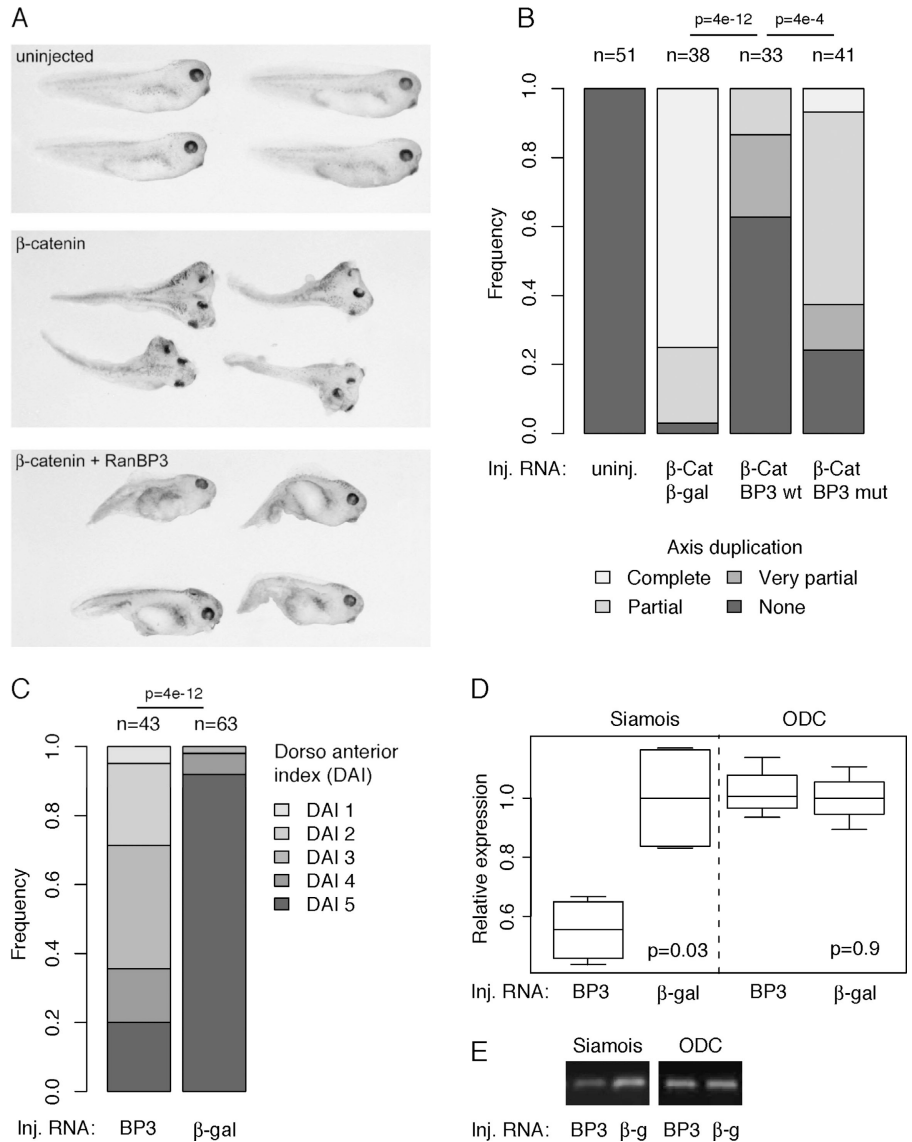 A
uninjected
β-catenin
β-catenin + RanBP3
B
p=4e-12 p=4e-4
n=51 n=38 n=33 n=41
1.0
0.8
0.6
0.4
0.2
0.0
Frequency
Inj. RNA: uninj. β-Cat β-Cat β-Cat
β-gal BP3 wt BP3 mut
Axis duplication
Complete Very partial
Partial None
C
p=4e-12
n=43 n=63
1.0
0.8
0.6
0.4
0.2
0.0
Frequency
Dorso anterior
index (DAI)
DAI 1
DAI 2
DAI 3
DAI 4
DAI 5
Inj. RNA: BP3 β-gal
D
Siamois ODC
1.0
0.8
0.6
Relative expression
p=0.03 p=0.9
Inj. RNA: BP3 β-gal BP3 β-gal
E
Siamois ODC
Inj. RNA: BP3 β-g BP3 β-g